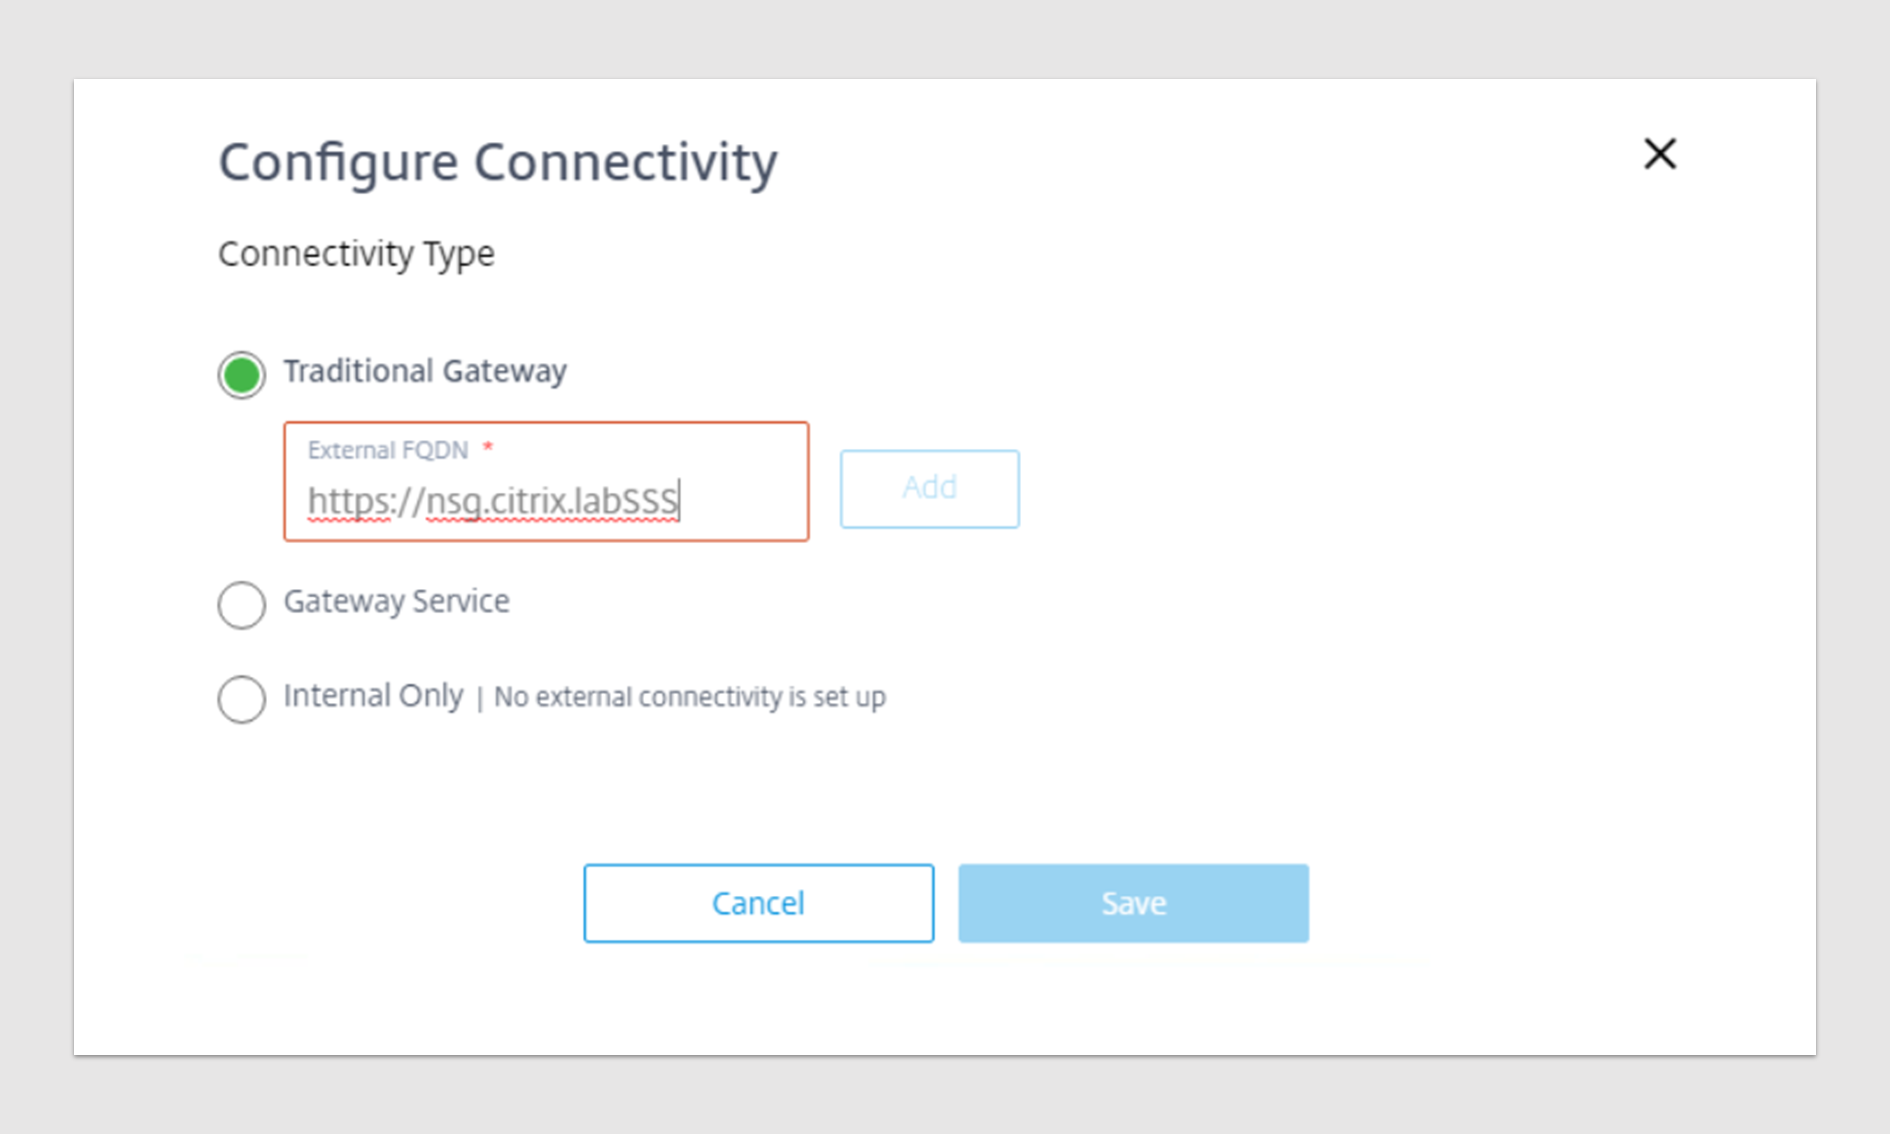 Configure Connectivity
Connectivity Type
Traditional Gateway
External FQDN *
https://nsg.citrix.labSSS
Add
Gateway Service
Internal Only | No external connectivity is set up
Cancel
Save